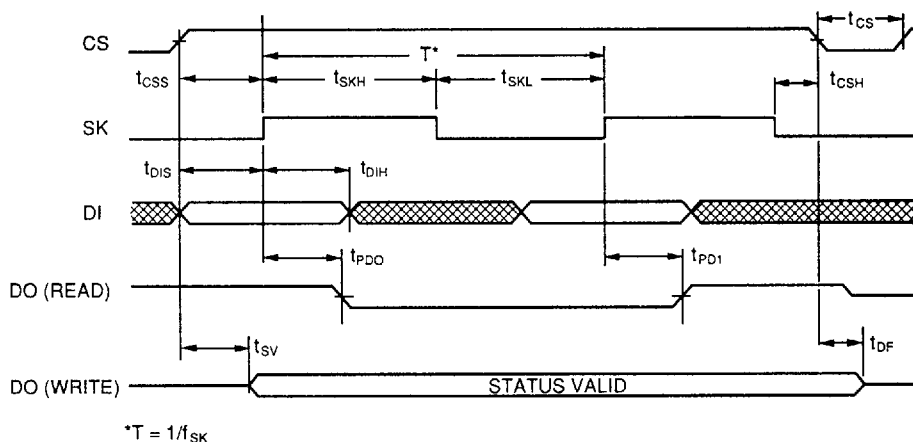 CS
tCS
T*
tCSS
tSKH
tSKL
tCSH
SK
tDIS
tDIH
DI
tPDO
tPD1
DO (READ)
tSV
tDF
DO (WRITE)
STATUS VALID
*T = 1/fSK